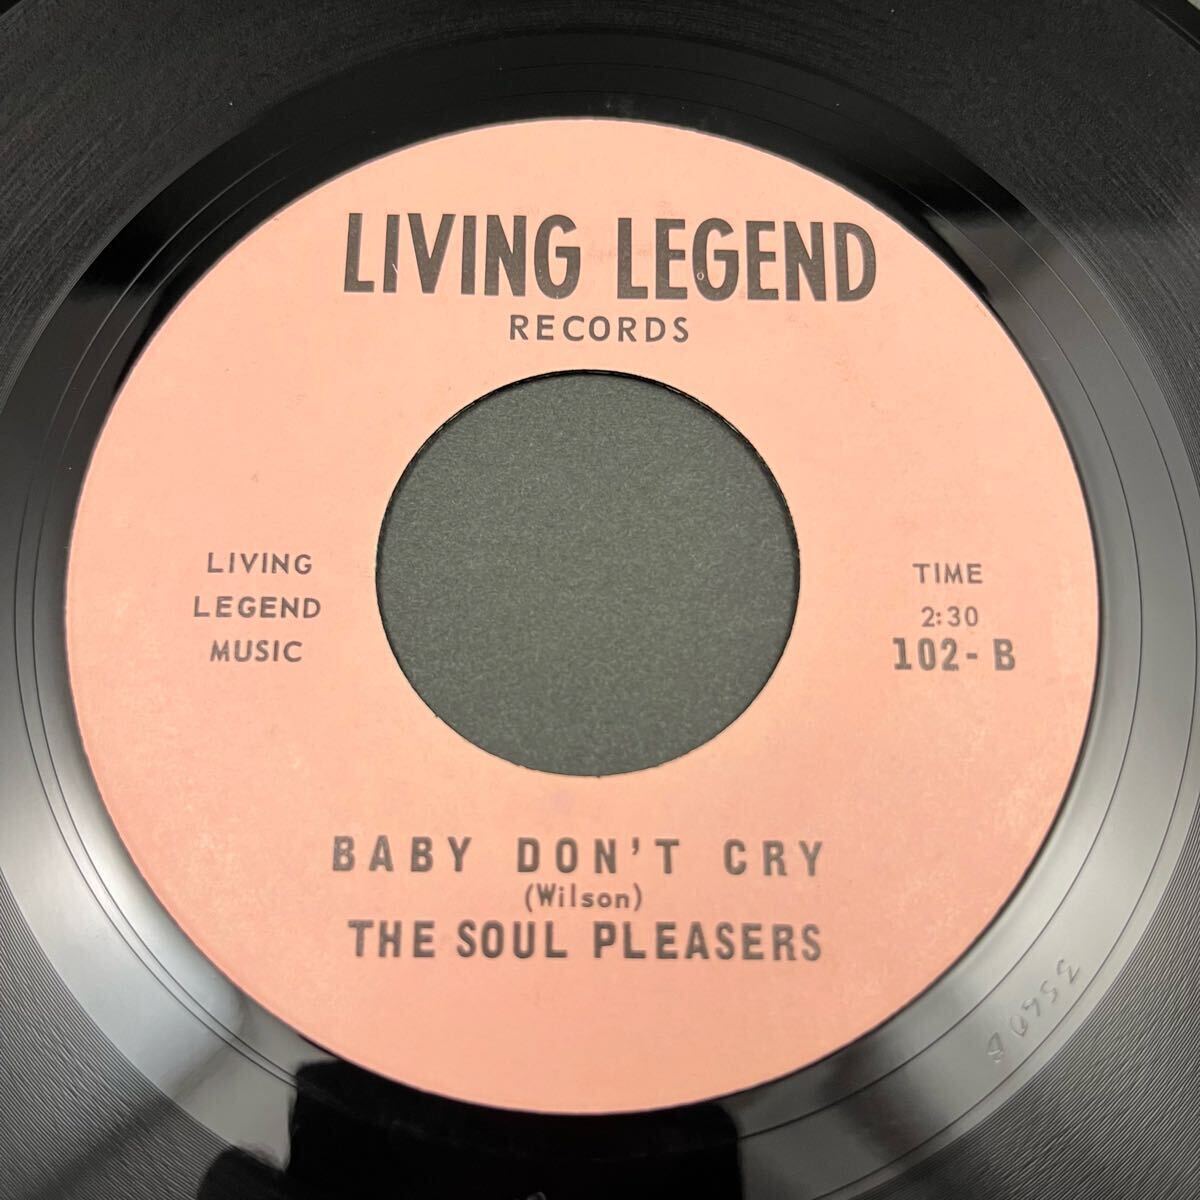 LIVING LEGEND
RECORDS
LIVING
LEGEND
MUSIC
TIME
2:30
102-B
BABY DON'T CRY
(Wilson)
THE SOUL PLEASERS